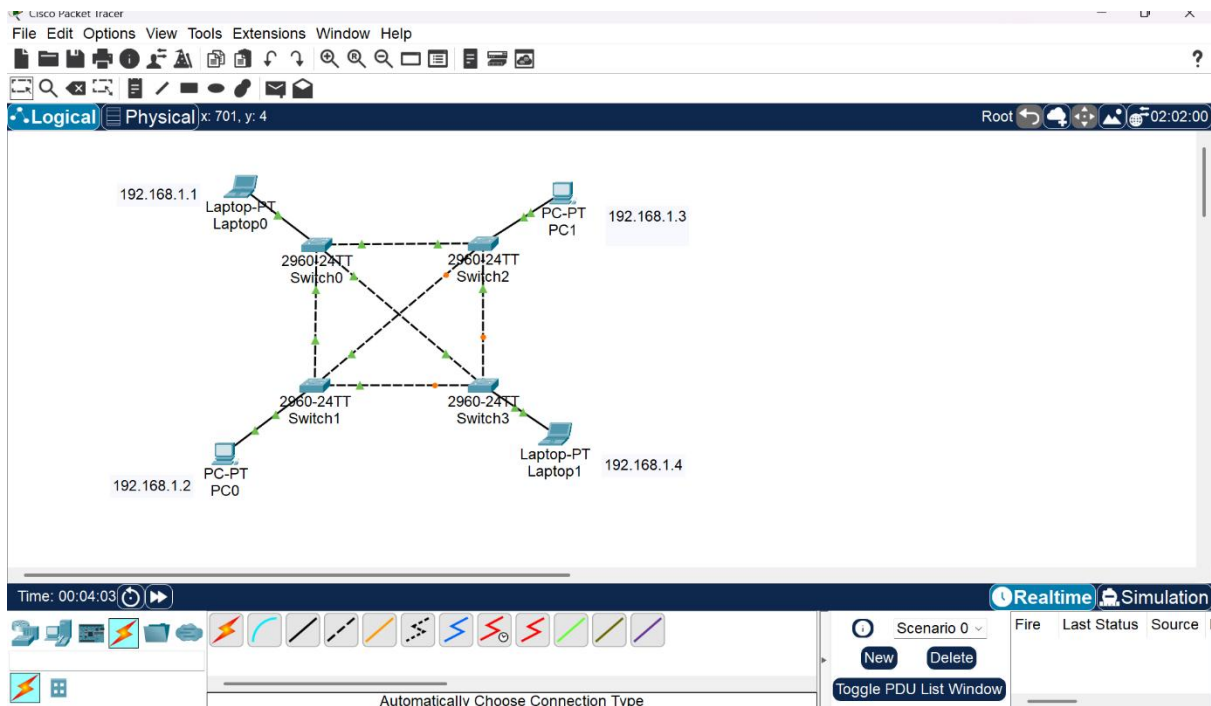 Cisco Packet Tracer
File Edit Options View Tools Extensions Window Help
?
Logical Physical x: 701, y: 4 Root 02:02:00
192.168.1.1
Laptop-PT
Laptop0
PC-PT
PC1
192.168.1.3
2960-24TT
Switch0
2960-24TT
Switch2
2960-24TT
Switch1
2960-24TT
Switch3
Laptop-PT
Laptop1
192.168.1.4
PC-PT
PC0
192.168.1.2
Time: 00:04:03 Realtime Simulation
Scenario 0 Fire Last Status Source
New Delete
Toggle PDU List Window
Automatically Choose Connection Type